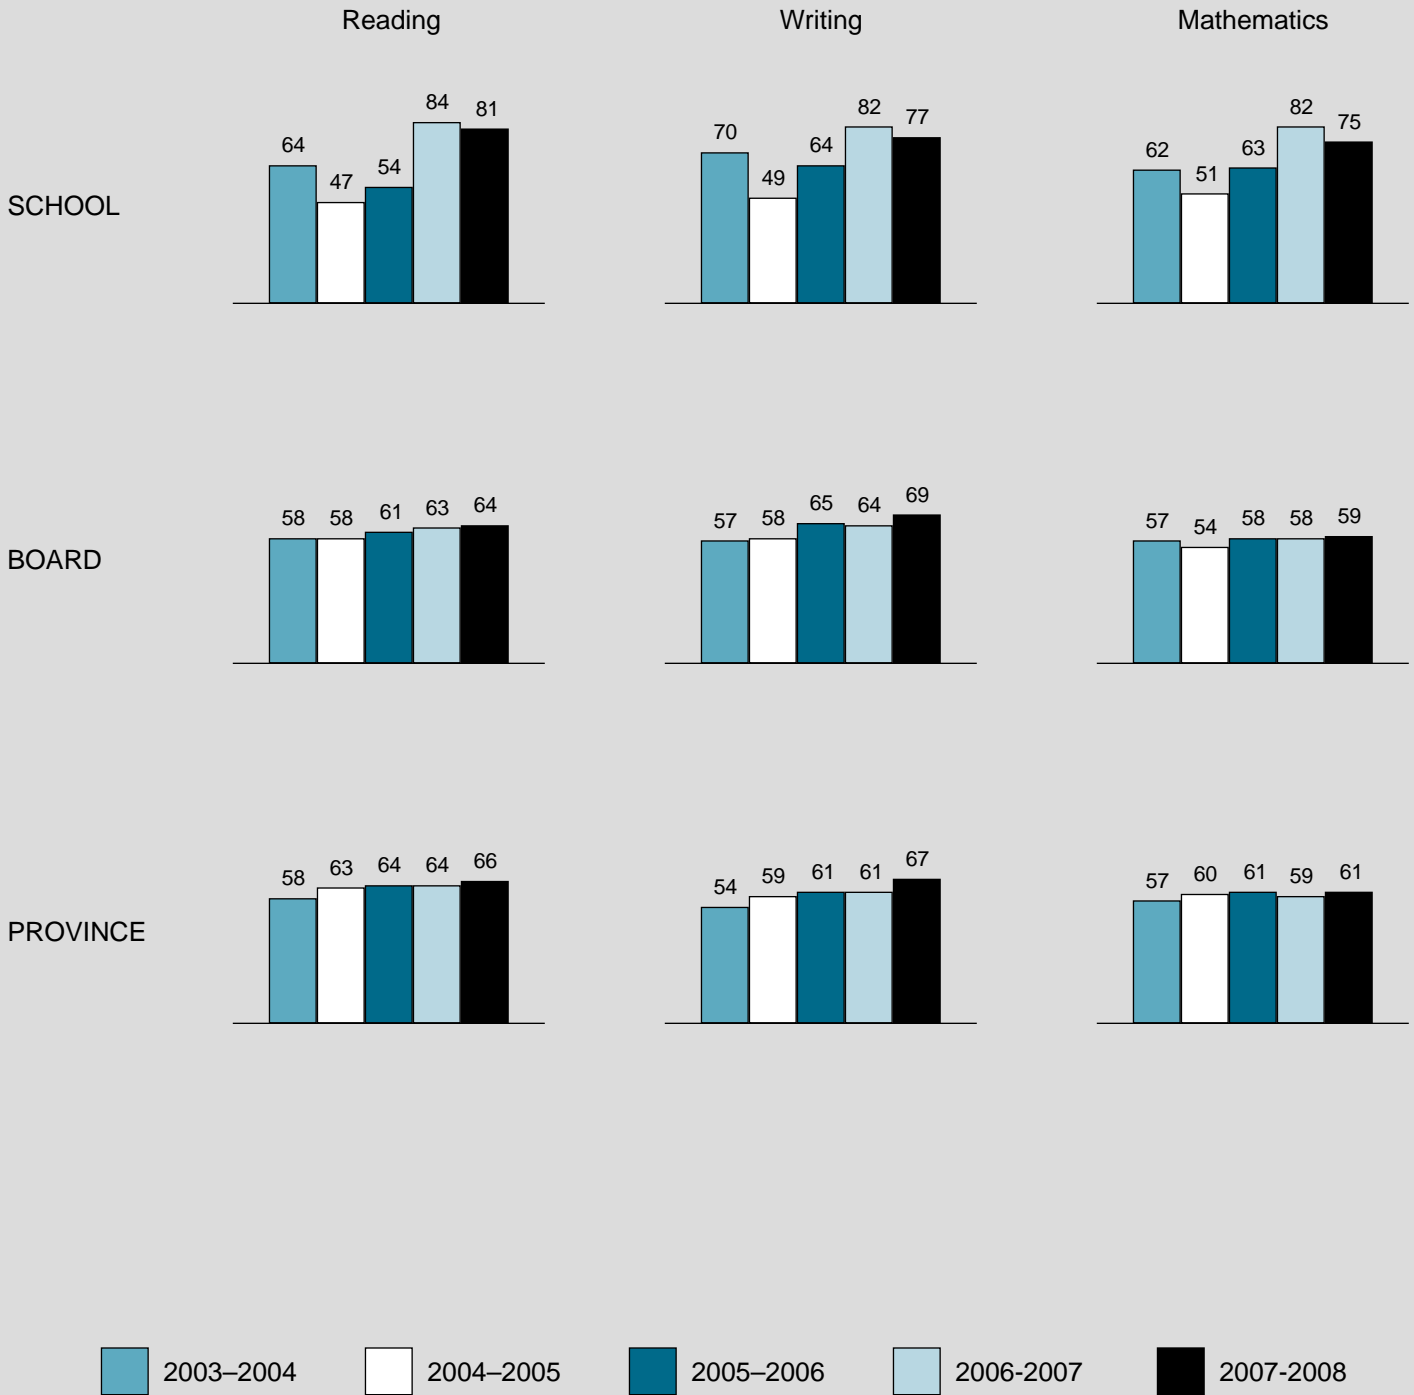 Reading Writing Mathematics
64 47 54 84 81 70 49 64 82 77 62 51 63 82 75
SCHOOL
58 58 61 63 64 57 58 65 64 69 57 54 58 58 59
BOARD
58 63 64 64 66 54 59 61 61 67 57 60 61 59 61
PROVINCE
2003–2004 2004–2005 2005–2006 2006-2007 2007-2008